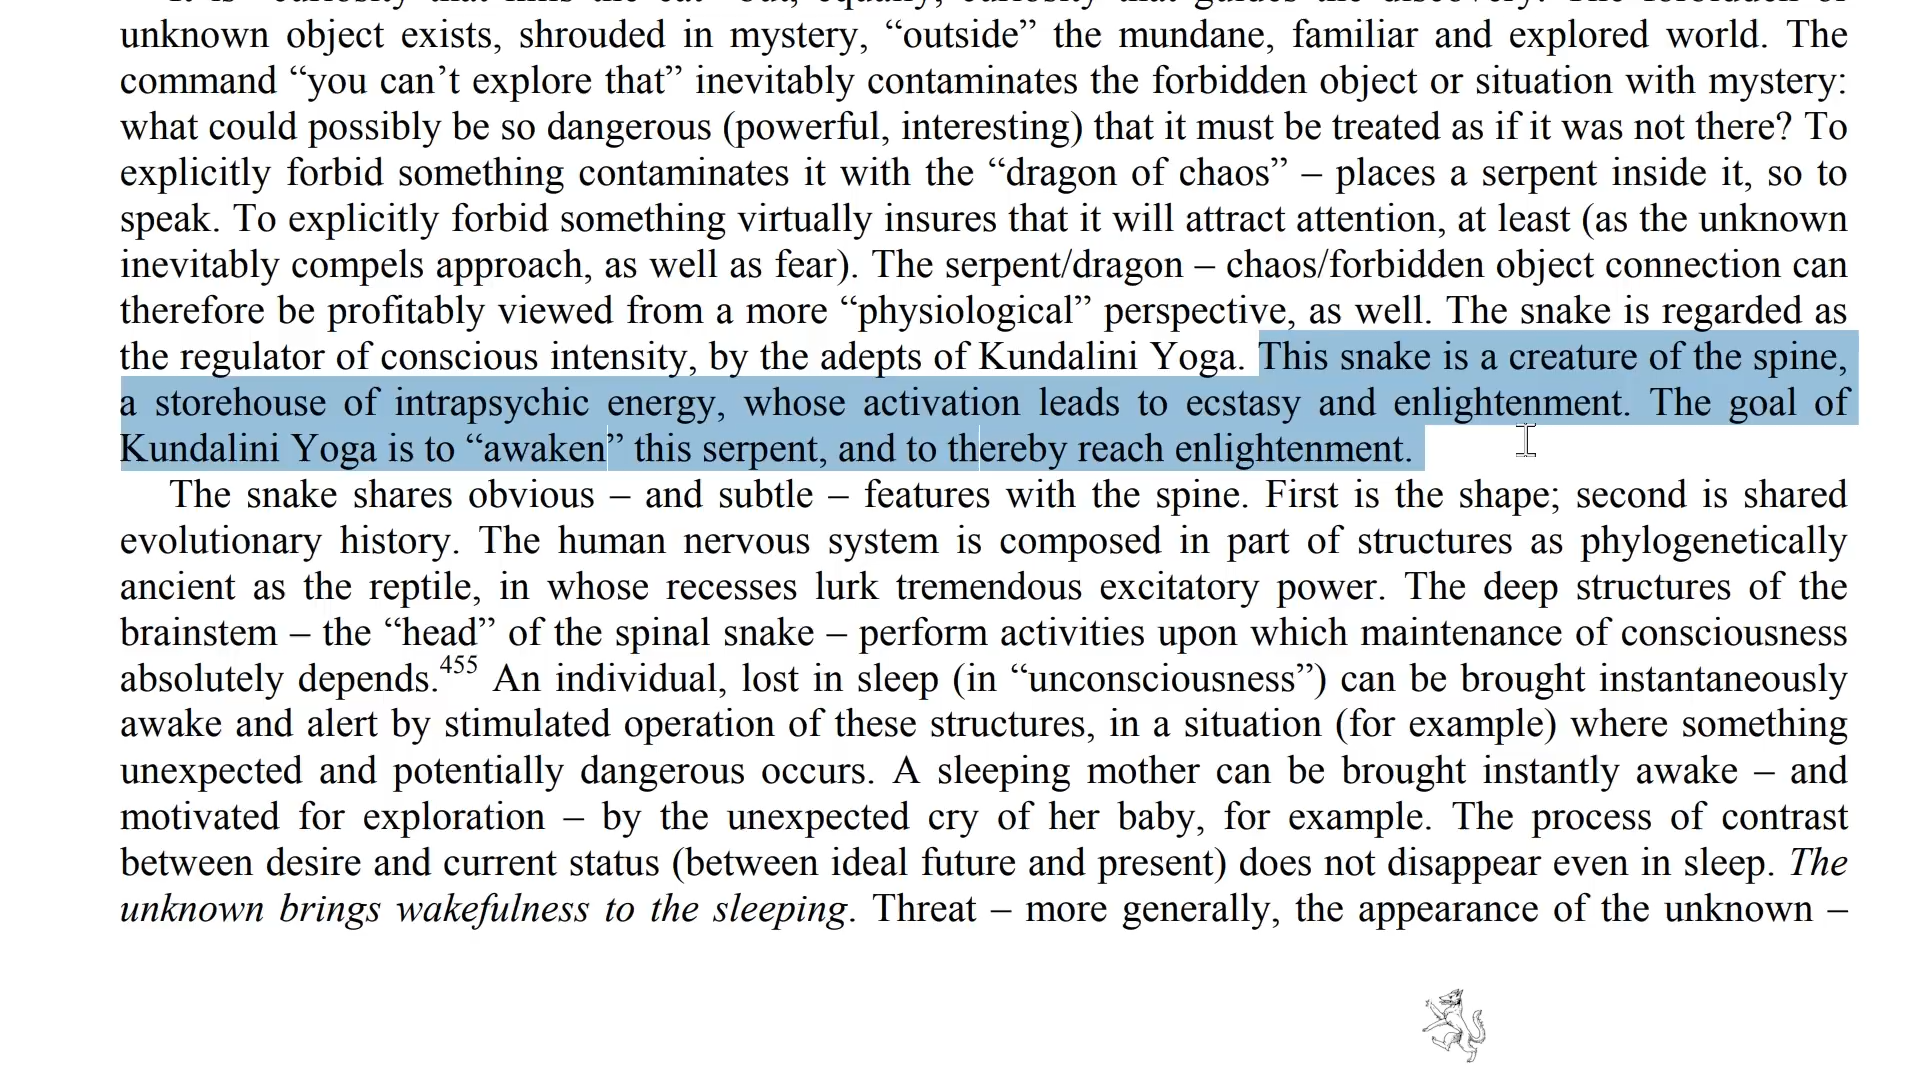 unknown object exists, shrouded in mystery, “outside” the mundane, familiar and explored world. The
command “you can’t explore that” inevitably contaminates the forbidden object or situation with mystery:
what could possibly be so dangerous (powerful, interesting) that it must be treated as if it was not there? To
explicitly forbid something contaminates it with the “dragon of chaos” – places a serpent inside it, so to
speak. To explicitly forbid something virtually insures that it will attract attention, at least (as the unknown
inevitably compels approach, as well as fear). The serpent/dragon – chaos/forbidden object connection can
therefore be profitably viewed from a more “physiological” perspective, as well. The snake is regarded as
the regulator of conscious intensity, by the adepts of Kundalini Yoga. This snake is a creature of the spine,
a storehouse of intrapsychic energy, whose activation leads to ecstasy and enlightenment. The goal of
Kundalini Yoga is to “awaken” this serpent, and to thereby reach enlightenment.
The snake shares obvious – and subtle – features with the spine. First is the shape; second is shared
evolutionary history. The human nervous system is composed in part of structures as phylogenetically
ancient as the reptile, in whose recesses lurk tremendous excitatory power. The deep structures of the
brainstem – the “head” of the spinal snake – perform activities upon which maintenance of consciousness
absolutely depends.455 An individual, lost in sleep (in “unconsciousness”) can be brought instantaneously
awake and alert by stimulated operation of these structures, in a situation (for example) where something
unexpected and potentially dangerous occurs. A sleeping mother can be brought instantly awake – and
motivated for exploration – by the unexpected cry of her baby, for example. The process of contrast
between desire and current status (between ideal future and present) does not disappear even in sleep. The
unknown brings wakefulness to the sleeping. Threat – more generally, the appearance of the unknown –